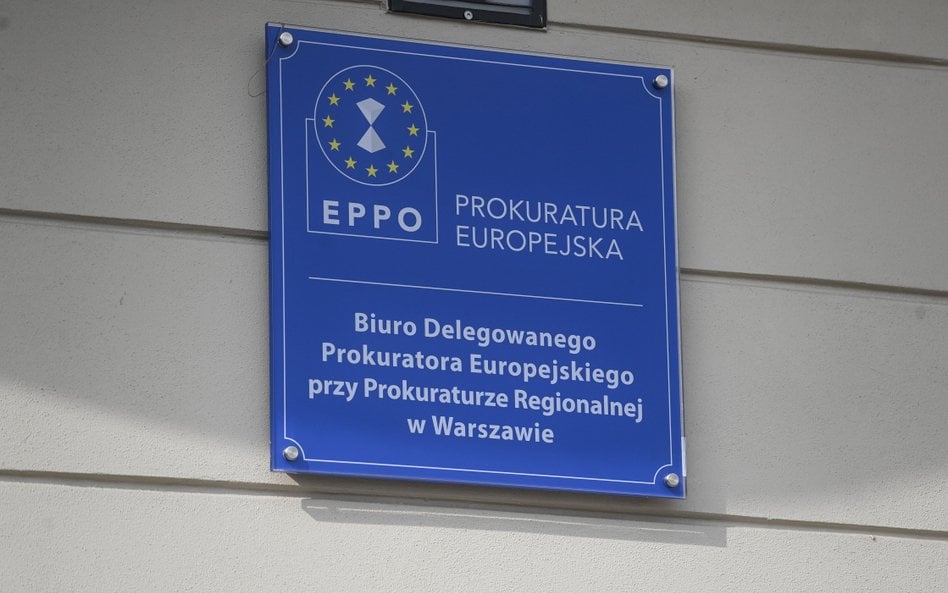 EPPO
PROKURATURA
EUROPEJSKA
Biuro Delegowanego
Prokuratora Europejskiego
przy Prokuraturze Regionalnej
w Warszawie